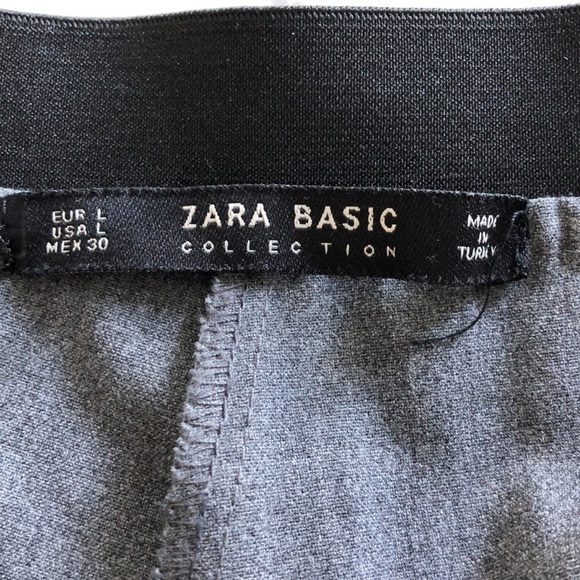 EUR L
USA L
MEX 30
ZARA BASIC
COLLECTION
MADE
IN
TURKEY